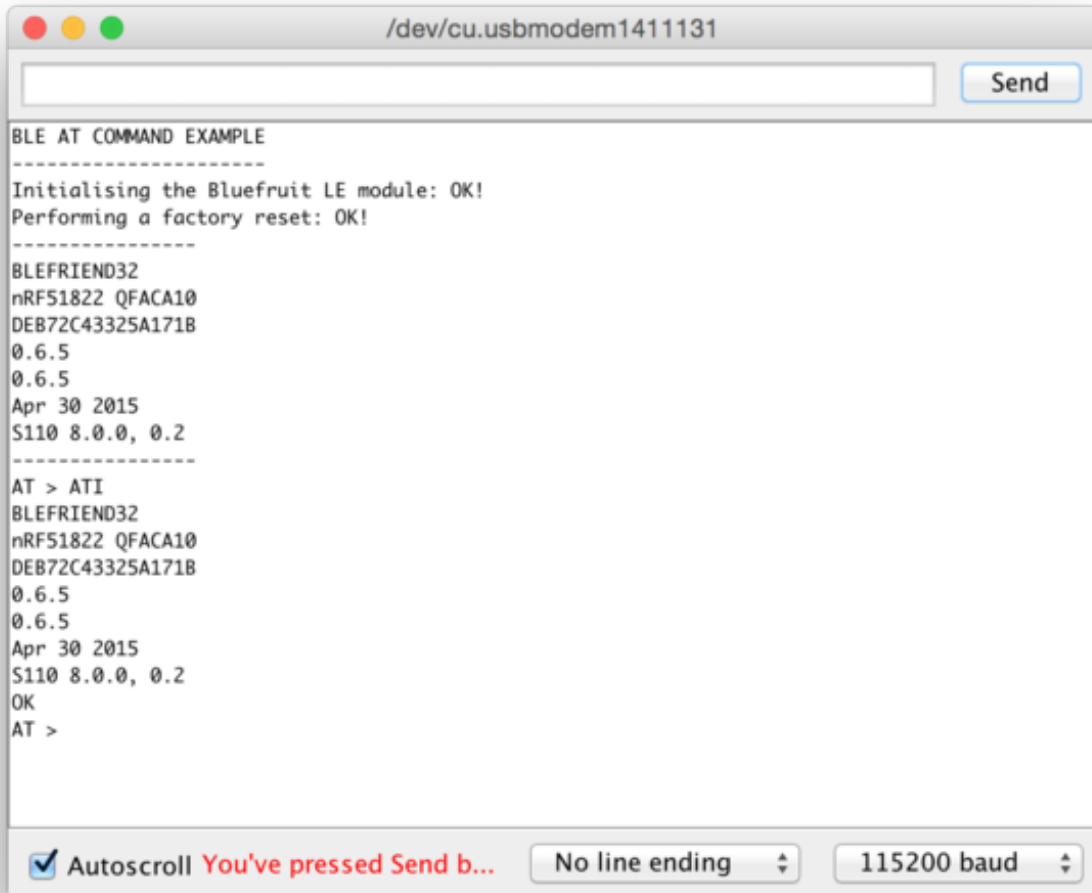 /dev/cu.usbmodem1411131
Send
BLE AT COMMAND EXAMPLE
----------------------
Initialising the Bluefruit LE module: OK!
Performing a factory reset: OK!
----------------
BLEFRIEND32
nRF51822 QFACA10
DEB72C43325A171B
0.6.5
0.6.5
Apr 30 2015
S110 8.0.0, 0.2
----------------
AT > ATI
BLEFRIEND32
nRF51822 QFACA10
DEB72C43325A171B
0.6.5
0.6.5
Apr 30 2015
S110 8.0.0, 0.2
OK
AT >
Autoscroll You've pressed Send b... No line ending 115200 baud